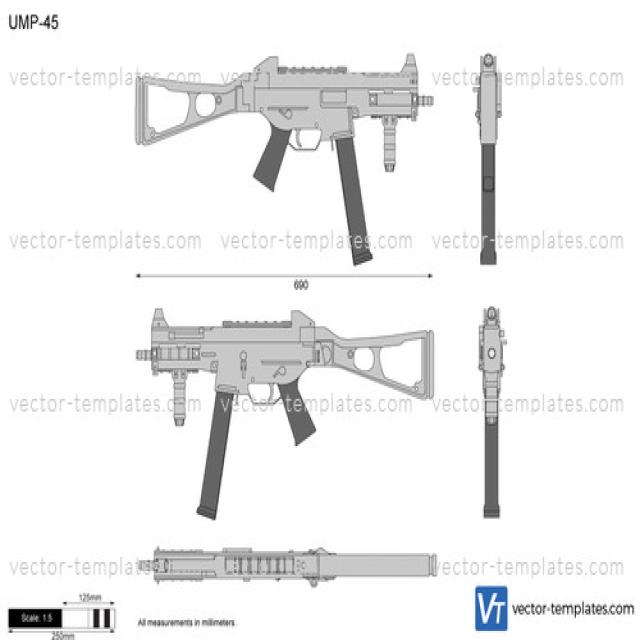 UMP-45
vector-templates.com vector-templates.com vector-templates.com
vector-templates.com vector-templates.com vector-templates.com
690
vector-templates.com vector-templates.com vector-templates.com
vector-templates.com vector-templates.com vector-templates.com
125mm
Scale: 1:5
250mm
All measurements in millimeters.
VT vector-templates.com